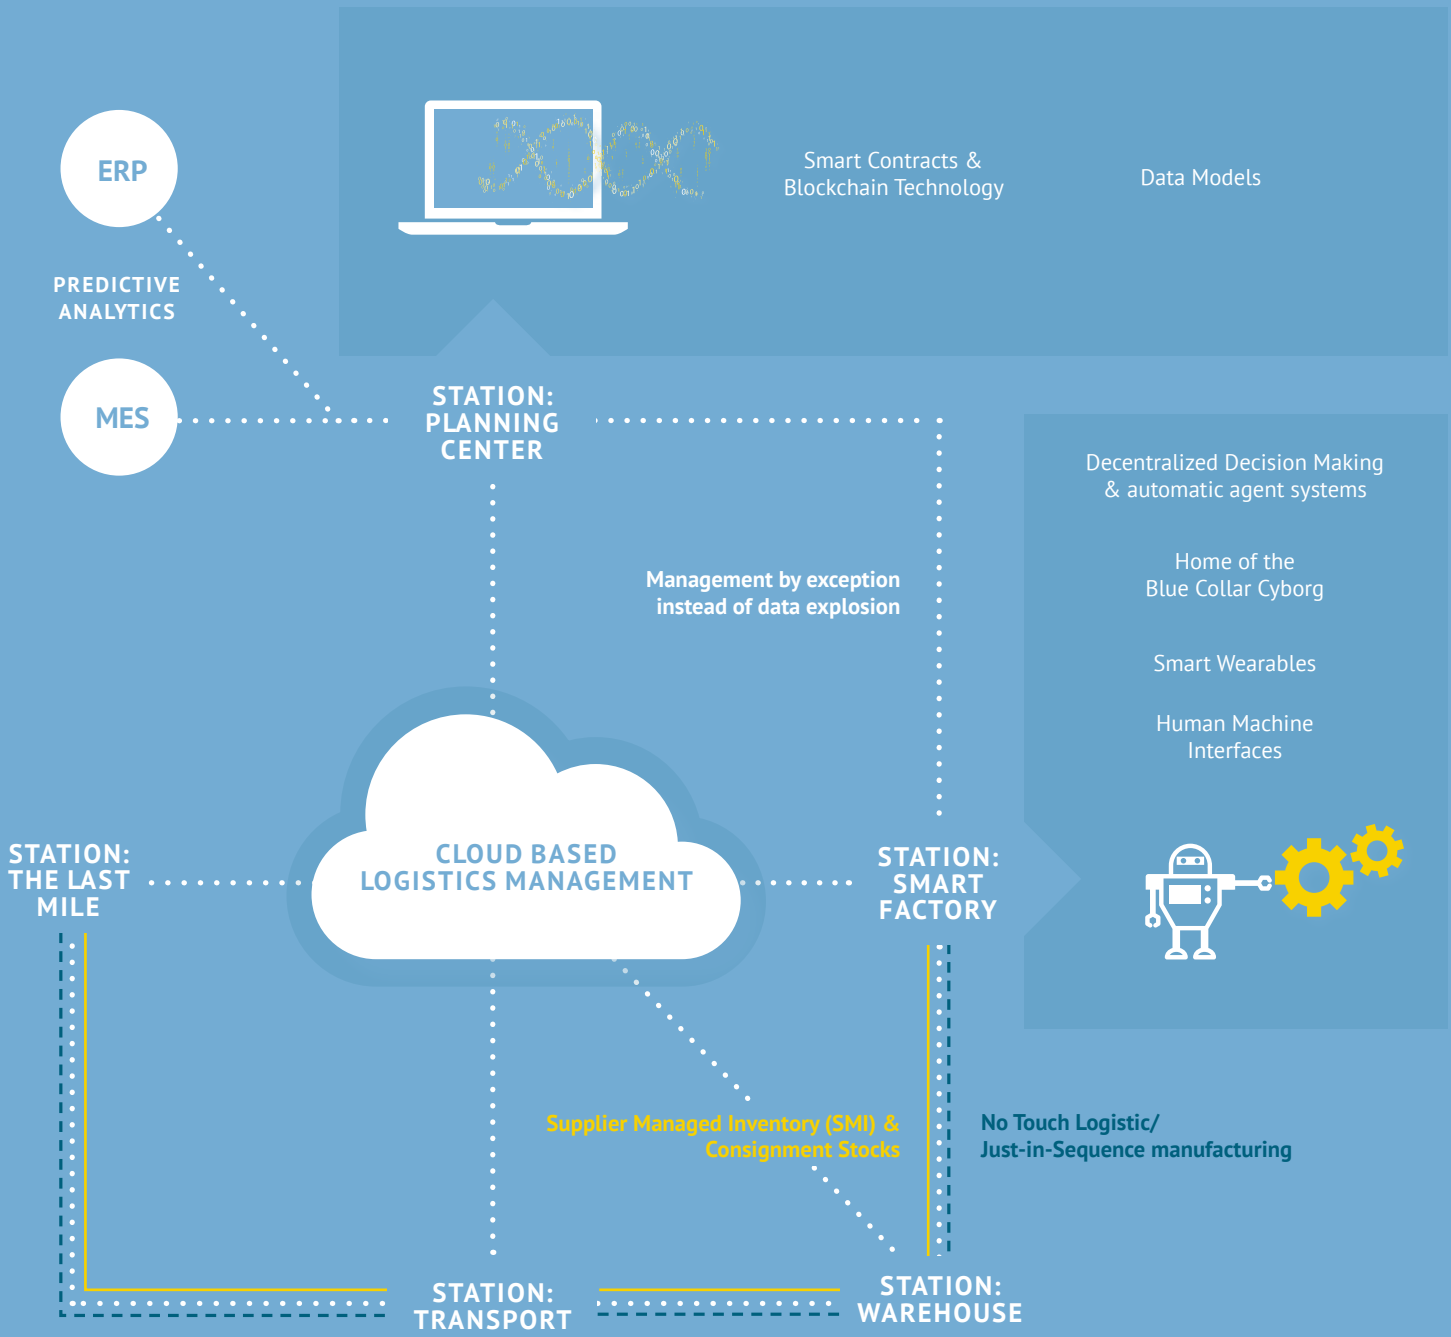 Smart Contracts &
Blockchain Technology
Data Models
ERP
PREDICTIVE
ANALYTICS
MES
STATION:
PLANNING
CENTER
Decentralized Decision Making
& automatic agent systems
Home of the
Blue Collar Cyborg
Smart Wearables
Human Machine
Interfaces
Management by exception
instead of data explosion
STATION:
THE LAST
MILE
CLOUD BASED
LOGISTICS MANAGEMENT
STATION:
SMART
FACTORY
Supplier Managed Inventory (SMI) &
Consignment Stocks
No Touch Logistic/
Just-in-Sequence manufacturing
STATION:
TRANSPORT
STATION:
WAREHOUSE